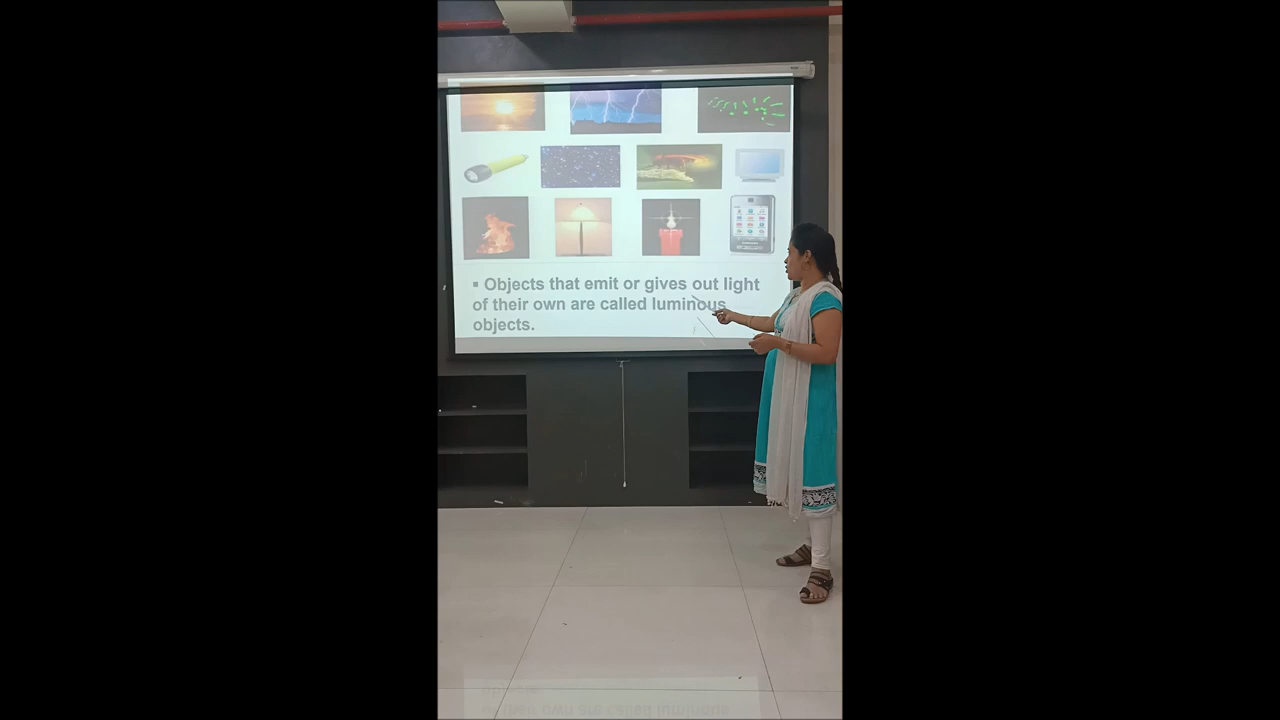 ▪ Objects that emit or gives out light
of their own are called luminous
objects.